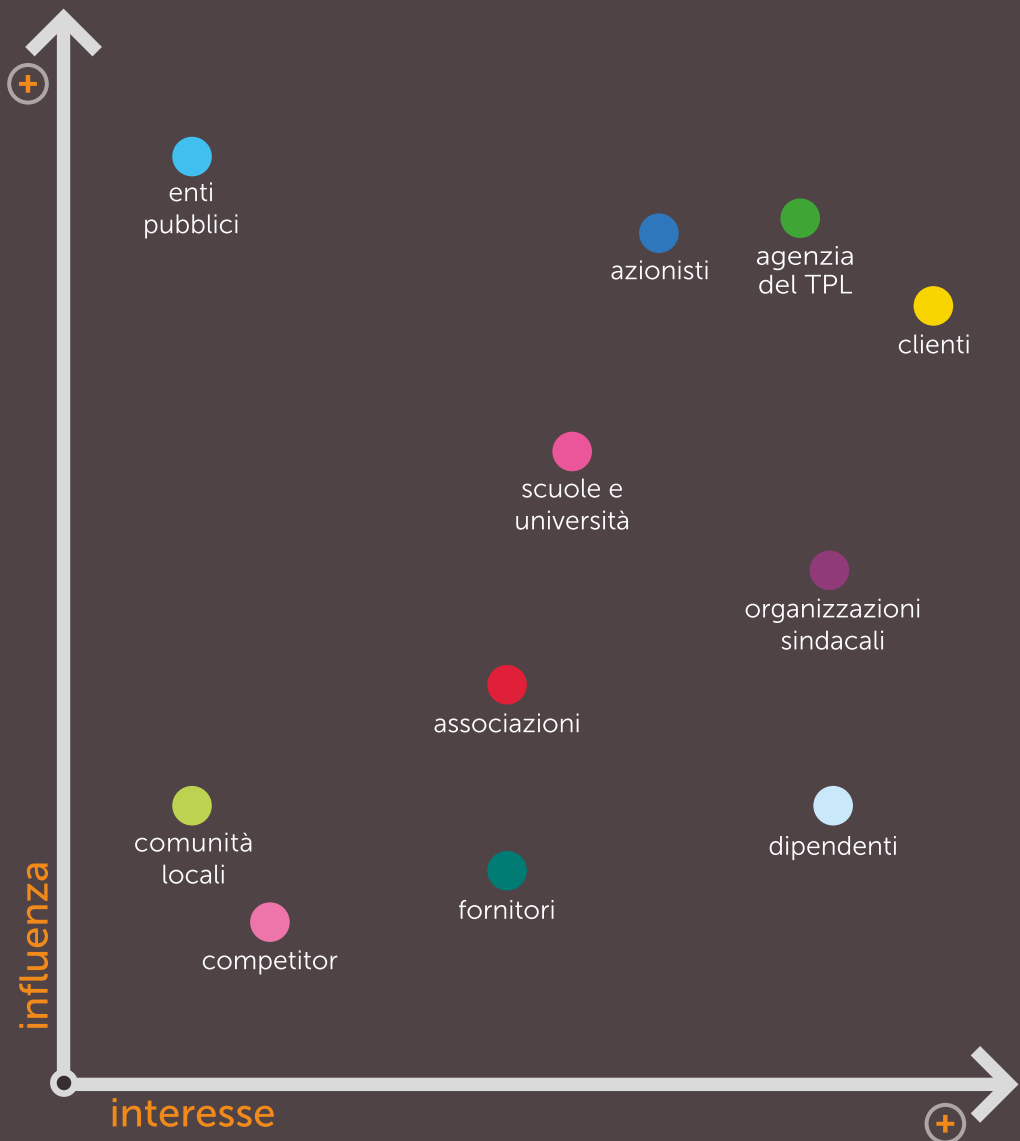 +
enti
pubblici
azionisti
agenzia
del TPL
clienti
scuole e
università
organizzazioni
sindacali
associazioni
comunità
locali
dipendenti
fornitori
competitor
influenza
interesse
+